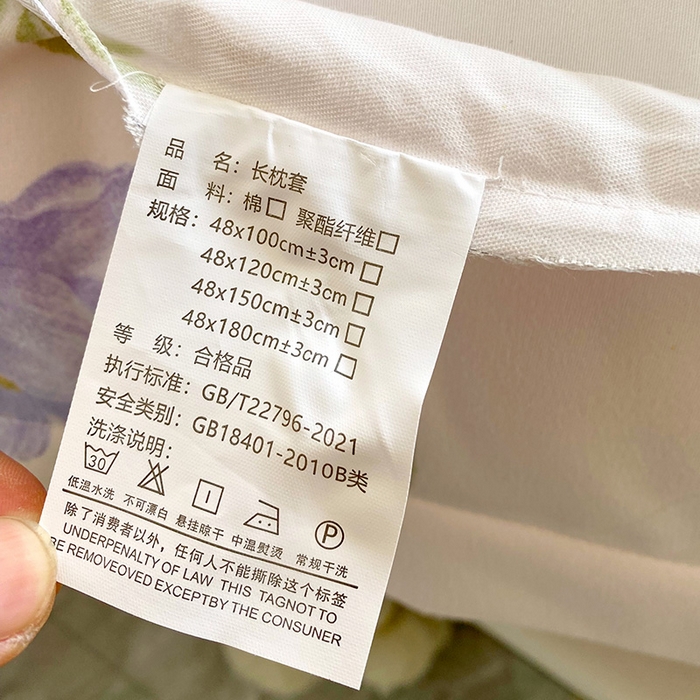 品 名：长枕套
面 料：棉□ 聚酯纤维□
规格：48x100cm±3cm □
48x120cm±3cm □
48x150cm±3cm □
48x180cm±3cm □
等 级：合格品
执行标准：GB/T22796-2021
安全类别：GB18401-2010B类
洗涤说明：
30 P
低温水洗 不可漂白 悬挂晾干 中温熨烫 常规干洗
除了消费者以外，任何人不能撕除这个标签
UNDERPENALTY OF LAW THIS TAGNOT TO
RE REMOVEOVED EXCEPTBY THE CONSUNER